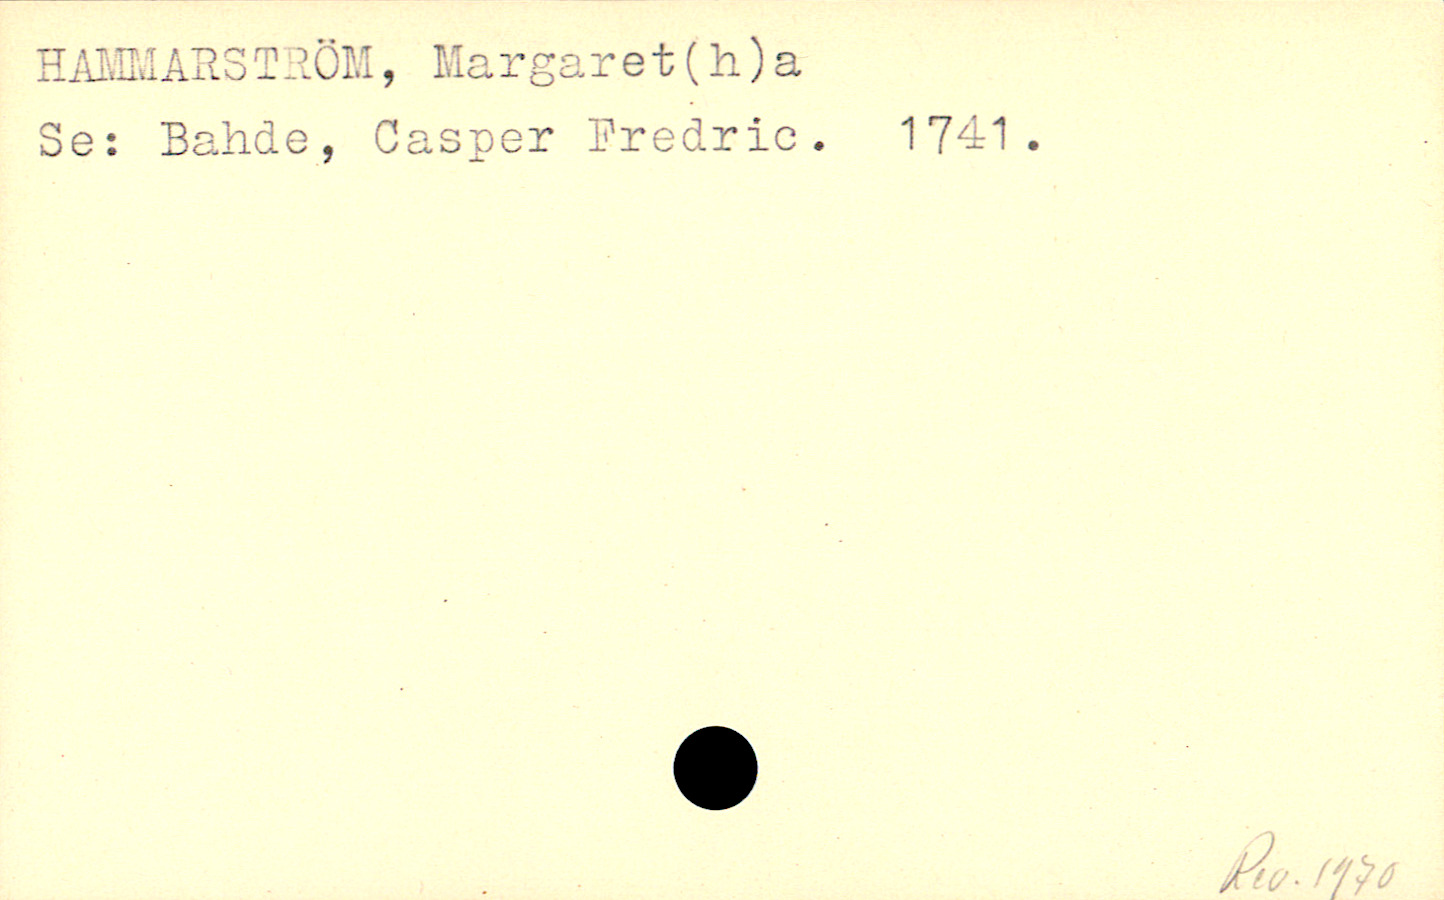 HAMMARSTRÖM, Margaret(h)a
Se: Bahde, Casper Fredric. 1741.
Rev. 1970